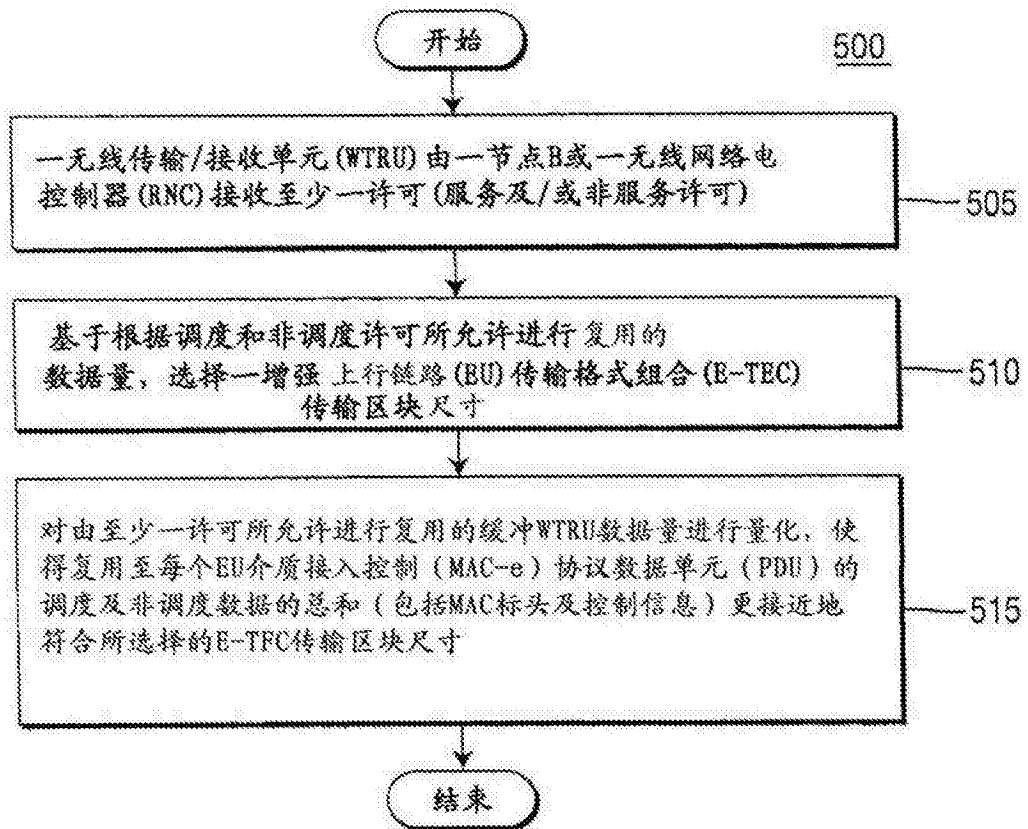 开始
500
一无线传输/接收单元(WTRU)由一节点B或一无线网络电
控制器(RNC)接收至少一许可(服务及/或非服务许可)
505
基于根据调度和非调度许可所允许进行复用的
数据量，选择一增强 上行链路(EU)传输格式组合(E-TEC)
传输区块尺寸
510
对由至少一许可所允许进行复用的缓冲WTRU数据量进行量化，使
得复用至每个EU介质接入控制（MAC-e）协议数据单元（PDU）的
调度及非调度数据的总和（包括MAC标头及控制信息）更接近地
符合所选择的E-TFC传输区块尺寸
515
结束